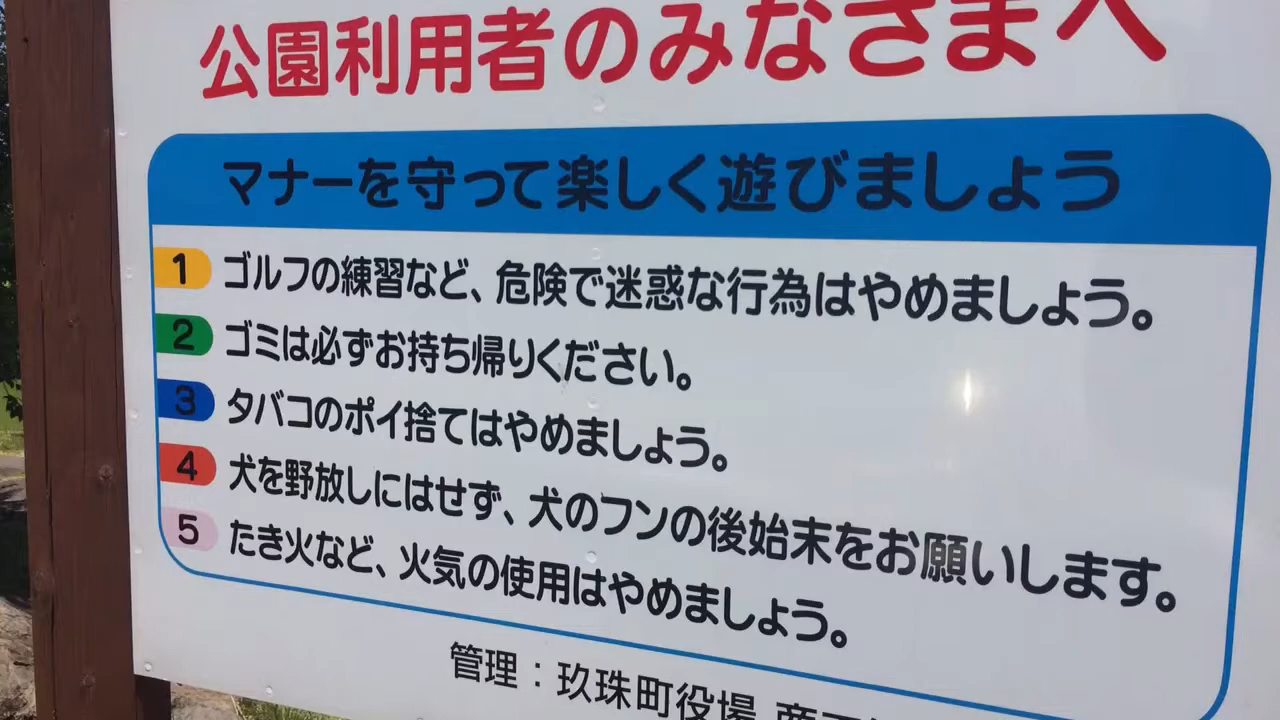 公園利用者のみなさまへ
マナーを守って楽しく遊びましょう
1 ゴルフの練習など、危険で迷惑な行為はやめましょう。
2 ゴミは必ずお持ち帰りください。
3 タバコのポイ捨てはやめましょう。
4 犬を野放しにはせず、犬のフンの後始末をお願いします。
5 たき火など、火気の使用はやめましょう。
管理：玖珠町役場